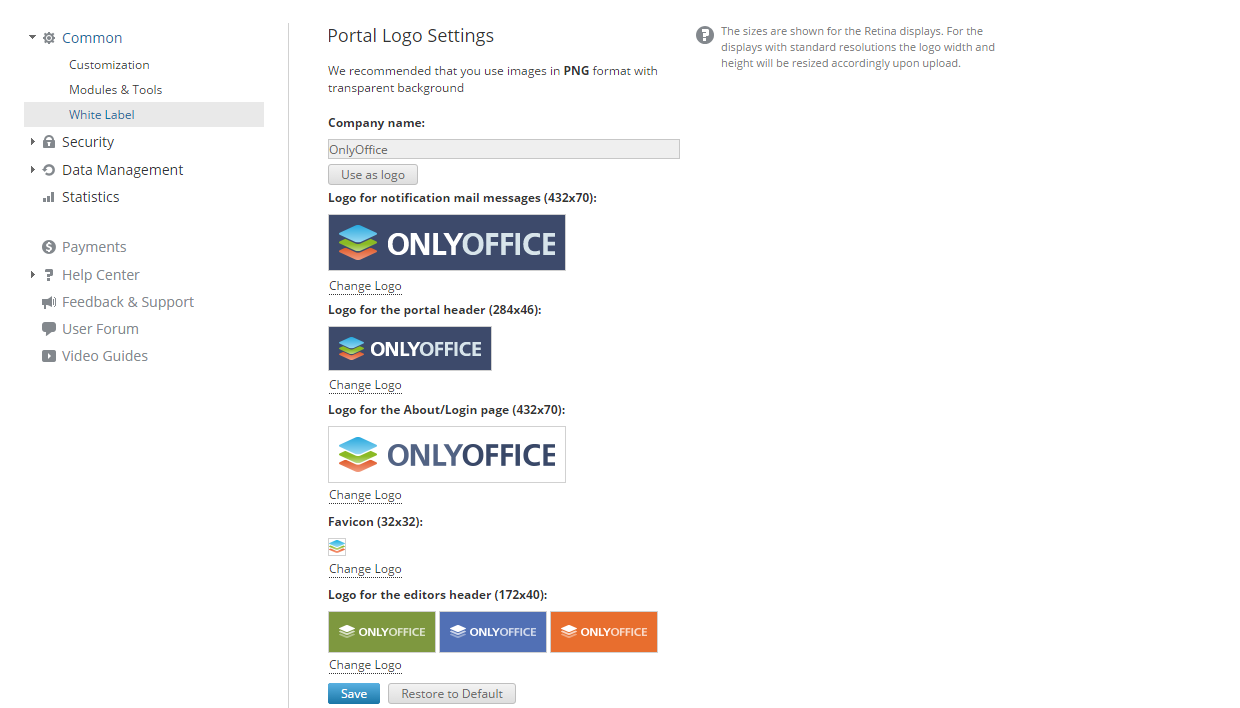 Common
Customization
Modules & Tools
White Label
Security
Data Management
Statistics
Payments
Help Center
Feedback & Support
User Forum
Video Guides
Portal Logo Settings
We recommended that you use images in PNG format with
transparent background
Company name:
OnlyOffice
Use as logo
Logo for notification mail messages (432x70):
ONLYOFFICE
Change Logo
Logo for the portal header (284x46):
ONLYOFFICE
Change Logo
Logo for the About/Login page (432x70):
ONLYOFFICE
Change Logo
Favicon (32x32):
Change Logo
Logo for the editors header (172x40):
ONLYOFFICE ONLYOFFICE ONLYOFFICE
Change Logo
Save Restore to Default
The sizes are shown for the Retina displays. For the
displays with standard resolutions the logo width and
height will be resized accordingly upon upload.